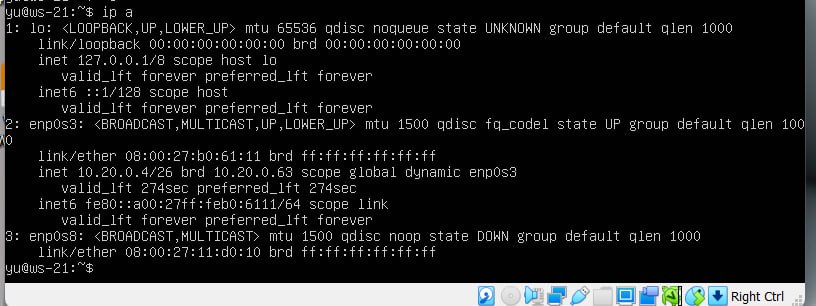 yu@ws-21:~$ ip a
1: lo: <LOOPBACK,UP,LOWER_UP> mtu 65536 qdisc noqueue state UNKNOWN group default qlen 1000
link/loopback 00:00:00:00:00:00 brd 00:00:00:00:00:00
inet 127.0.0.1/8 scope host lo
valid_lft forever preferred_lft forever
inet6 ::1/128 scope host
valid_lft forever preferred_lft forever
2: enp0s3: <BROADCAST,MULTICAST,UP,LOWER_UP> mtu 1500 qdisc fq_codel state UP group default qlen 100
0
link/ether 08:00:27:b0:61:11 brd ff:ff:ff:ff:ff:ff
inet 10.20.0.4/26 brd 10.20.0.63 scope global dynamic enp0s3
valid_lft 274sec preferred_lft 274sec
inet6 fe80::a00:27ff:feb0:6111/64 scope link
valid_lft forever preferred_lft forever
3: enp0s8: <BROADCAST,MULTICAST> mtu 1500 qdisc noop state DOWN group default qlen 1000
link/ether 08:00:27:11:d0:10 brd ff:ff:ff:ff:ff:ff
yu@ws-21:~$
Right Ctrl